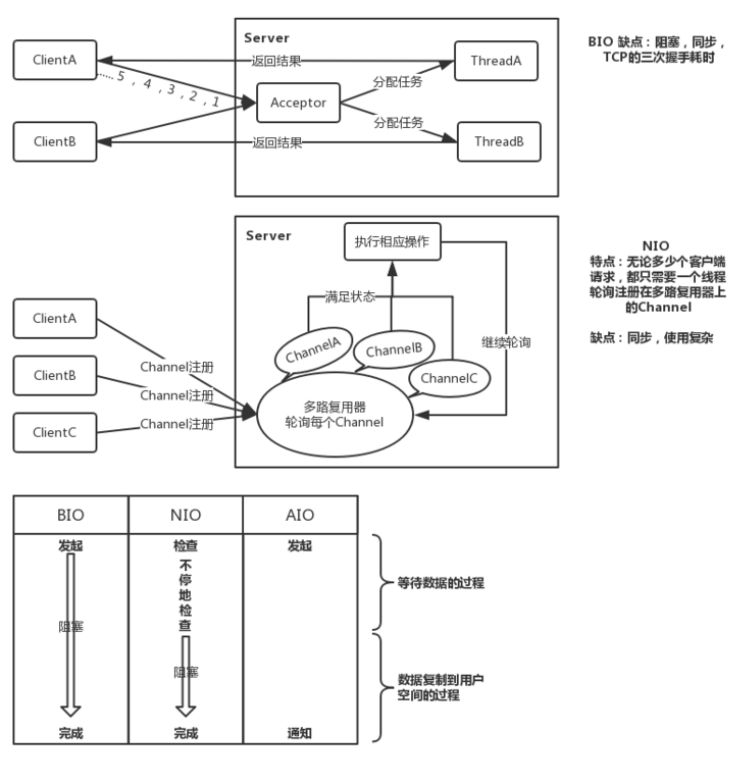 Server
ClientA
返回结果
ThreadA
BIO 缺点：阻塞，同步，
TCP的三次握手耗时
5，4，3，2，1
分配任务
Acceptor
分配任务
ClientB
返回结果
ThreadB
Server
执行相应操作
NIO
特点：无论多少个客户端
请求，都只需要一个线程
轮询注册在多路复用器上
的Channel
缺点：同步，使用复杂
满足状态
ClientA
ChannelA
ChannelB
继续轮询
Channel注册
ClientB
ChannelC
Channel注册
多路复用器
轮询每个Channel
ClientC
Channel注册
BIO
NIO
AIO
发起
检查
发起
不
停
地
检
查
等待数据的过程
阻塞
阻塞
数据复制到用户
空间的过程
完成
完成
通知